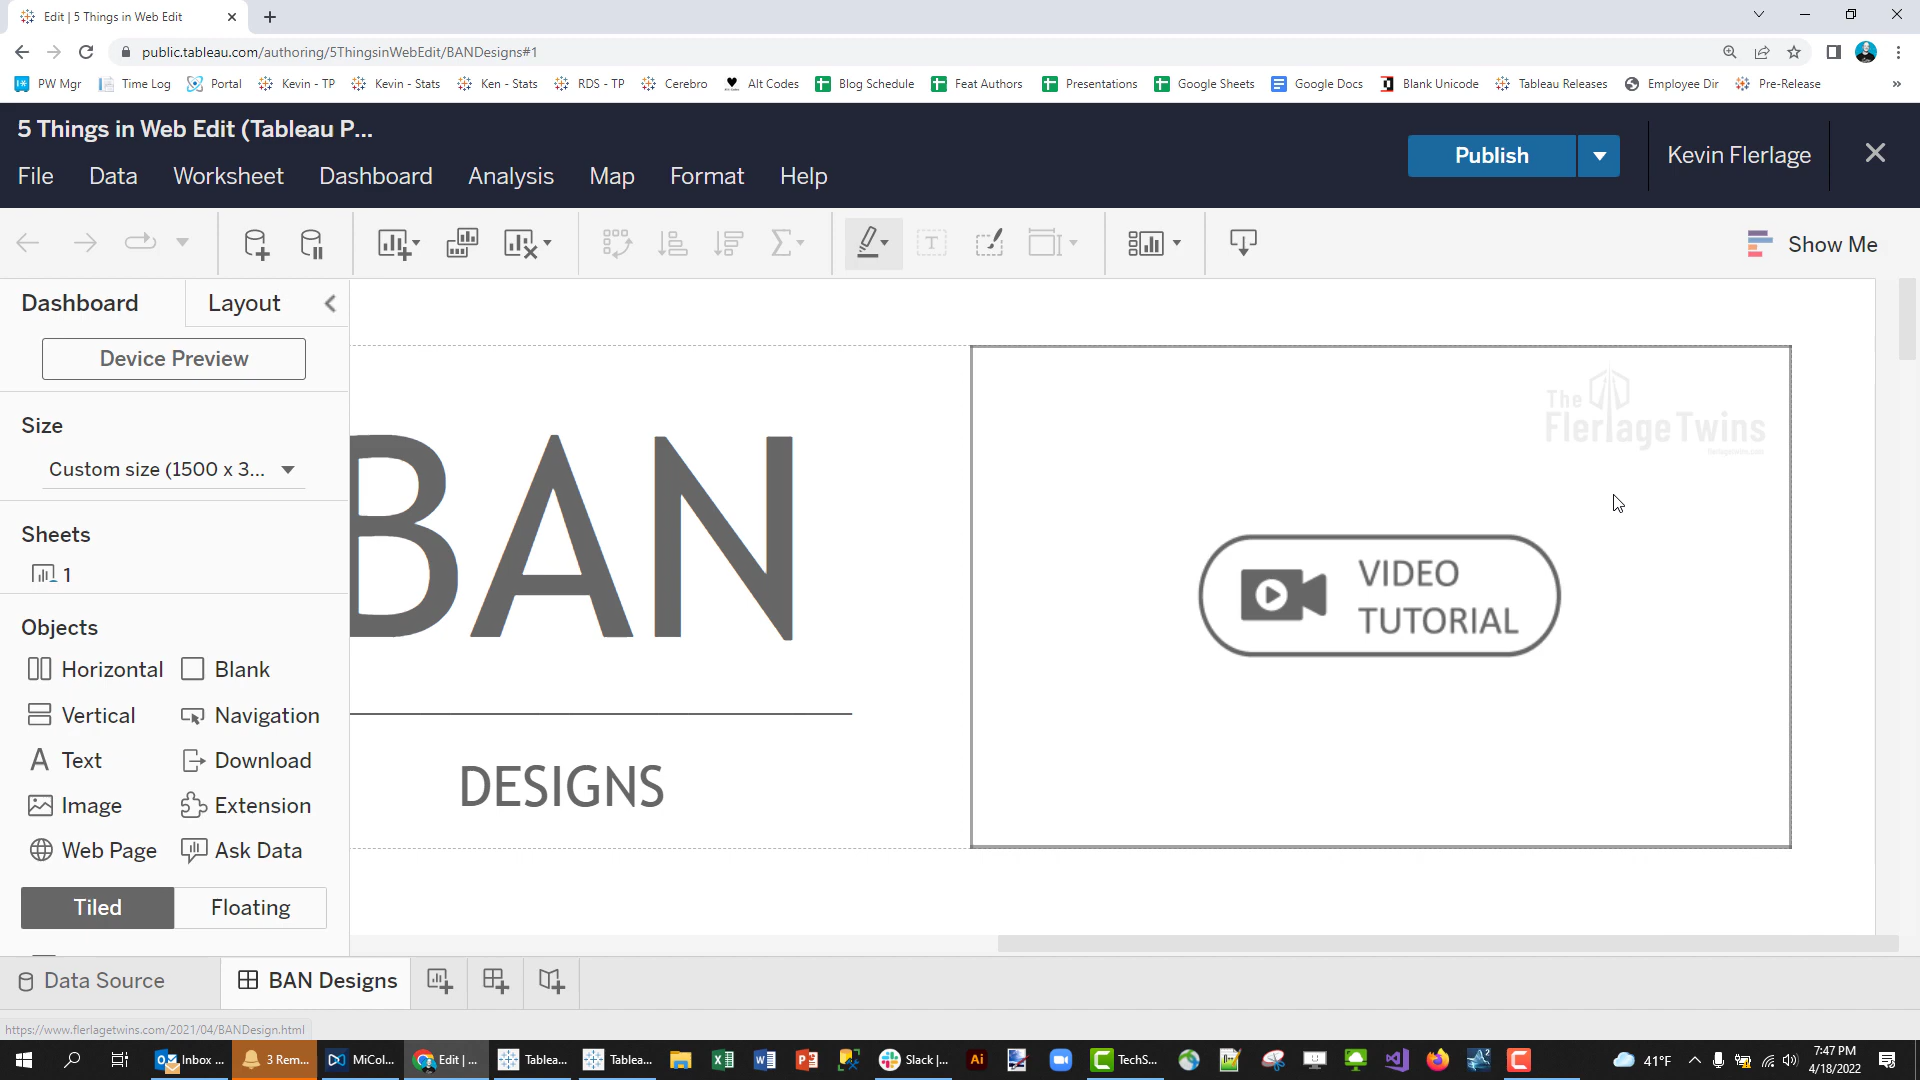 Edit | 5 Things in Web Edit
public.tableau.com/authoring/5ThingsinWebEdit/BANDesigns#1
PW Mgr Time Log Portal Kevin - TP Kevin - Stats Ken - Stats RDS - TP Cerebro Alt Codes Blog Schedule Feat Authors Presentations Google Sheets Google Docs Blank Unicode Tableau Releases Employee Dir Pre-Release »
5 Things in Web Edit (Tableau P...
Publish
Kevin Flerlage
File Data Worksheet Dashboard Analysis Map Format Help
Show Me
Dashboard Layout
Device Preview
Size
Custom size (1500 x 3...
Sheets
1
Objects
Horizontal Blank
Vertical Navigation
Text Download
Image Extension
Web Page Ask Data
Tiled Floating
BAN
DESIGNS
The
Flerlage Twins
flerlagetwins.com
VIDEO
TUTORIAL
Data Source BAN Designs
https://www.flerlagetwins.com/2021/04/BANDesign.html
Inbox ... 3 Rem... MiCol... Edit | ... Tablea... Tablea... Slack |... Ai TechS... 41°F
7:47 PM
4/18/2022